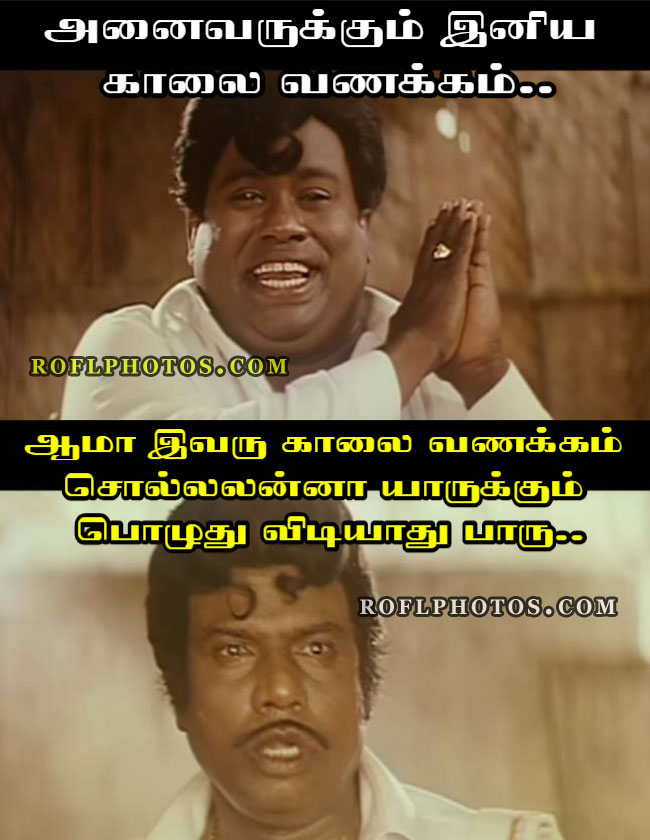 அனைவருக்கும் இனிய
காலை வணக்கம்..
ROFLPHOTOS.COM
ஆமா இவரு காலை வணக்கம்
சொல்லலன்னா யாருக்கும்
பொழுது விடியாது பாரு..
ROFLPHOTOS.COM